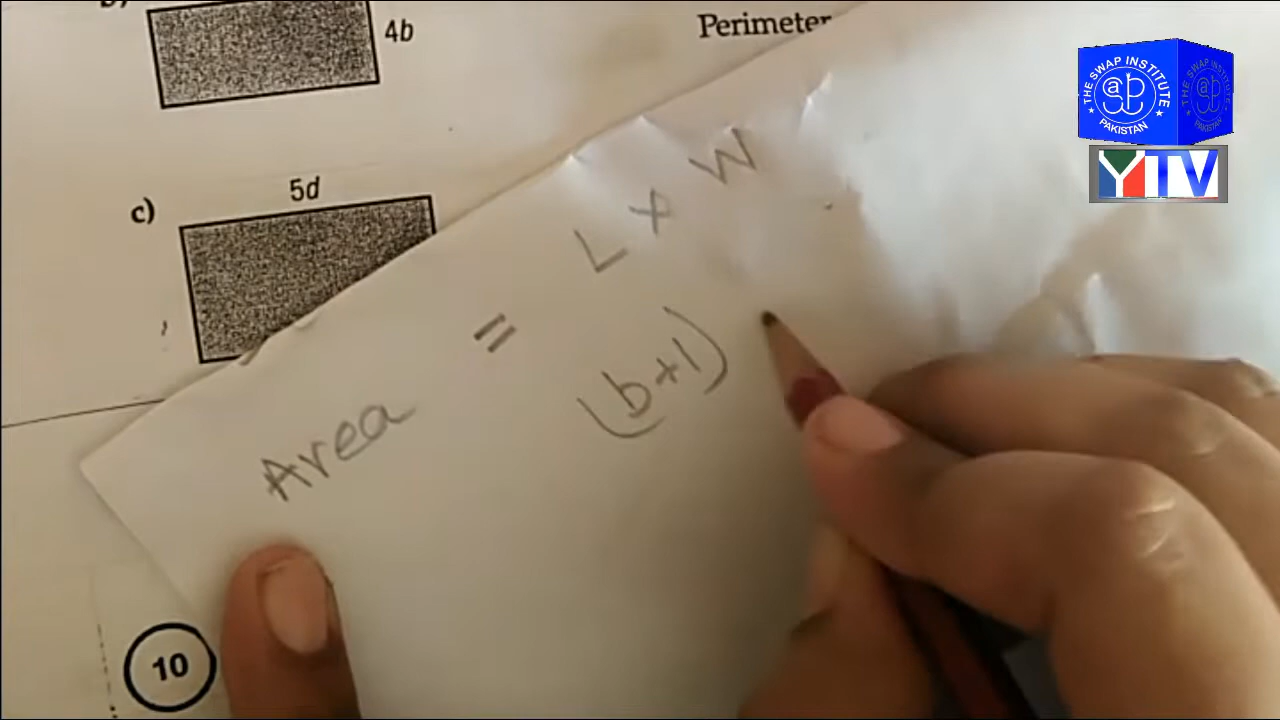 4b
Perimeter
c)
5d
Area = L × W
(b+1)
10
THE SWAP INSTITUTE
PAKISTAN
YTV